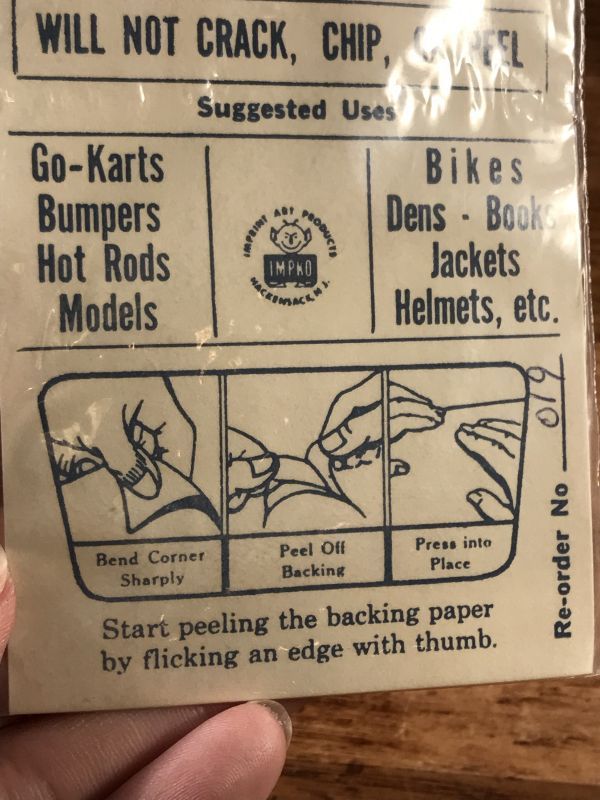 WILL NOT CRACK, CHIP, OR PEEL
Suggested Uses
Go-Karts
Bumpers
Hot Rods
Models
IMPRINT ART PRODUCTS
IMPKO
HACKENSACK, N.J.
Bikes
Dens - Books
Jackets
Helmets, etc.
Bend Corner
Sharply
Peel Off
Backing
Press into
Place
Start peeling the backing paper
by flicking an edge with thumb.
Re-order No 019